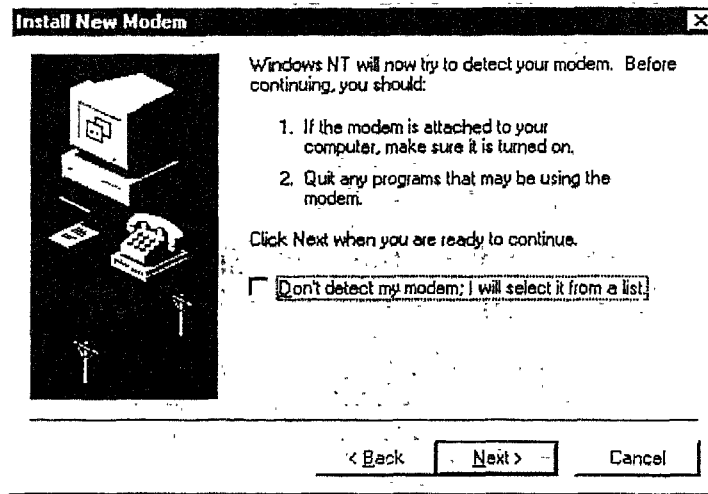 Install New Modem
Windows NT will now try to detect your modem. Before
continuing, you should:
1. If the modem is attached to your
computer, make sure it is turned on.
2. Quit any programs that may be using the
modem.
Click Next when you are ready to continue.
Don't detect my modem; I will select it from a list.
< Back
Next >
Cancel